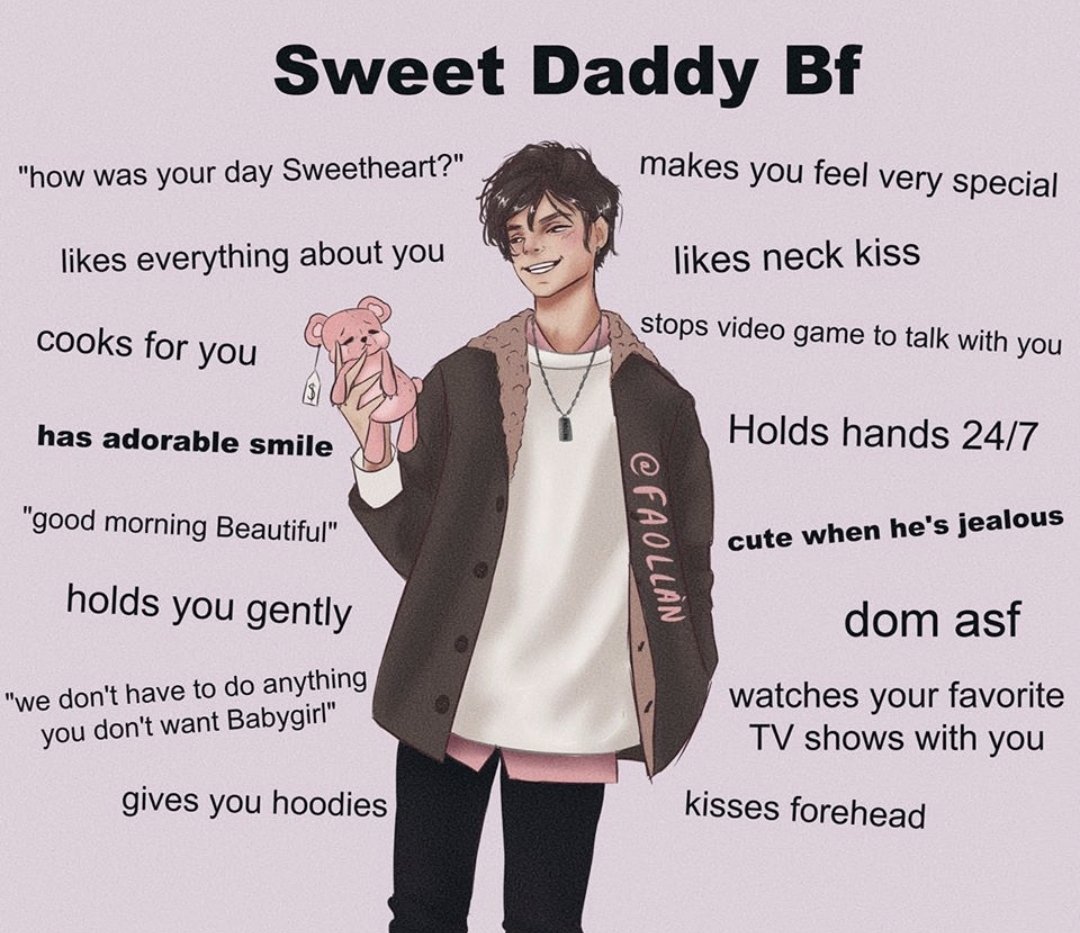 Sweet Daddy Bf
"how was your day Sweetheart?"
likes everything about you
cooks for you
$
has adorable smile
"good morning Beautiful"
holds you gently
"we don't have to do anything
you don't want Babygirl"
gives you hoodies
makes you feel very special
likes neck kiss
stops video game to talk with you
Holds hands 24/7
@FAOLLÀN
cute when he's jealous
dom asf
watches your favorite
TV shows with you
kisses forehead